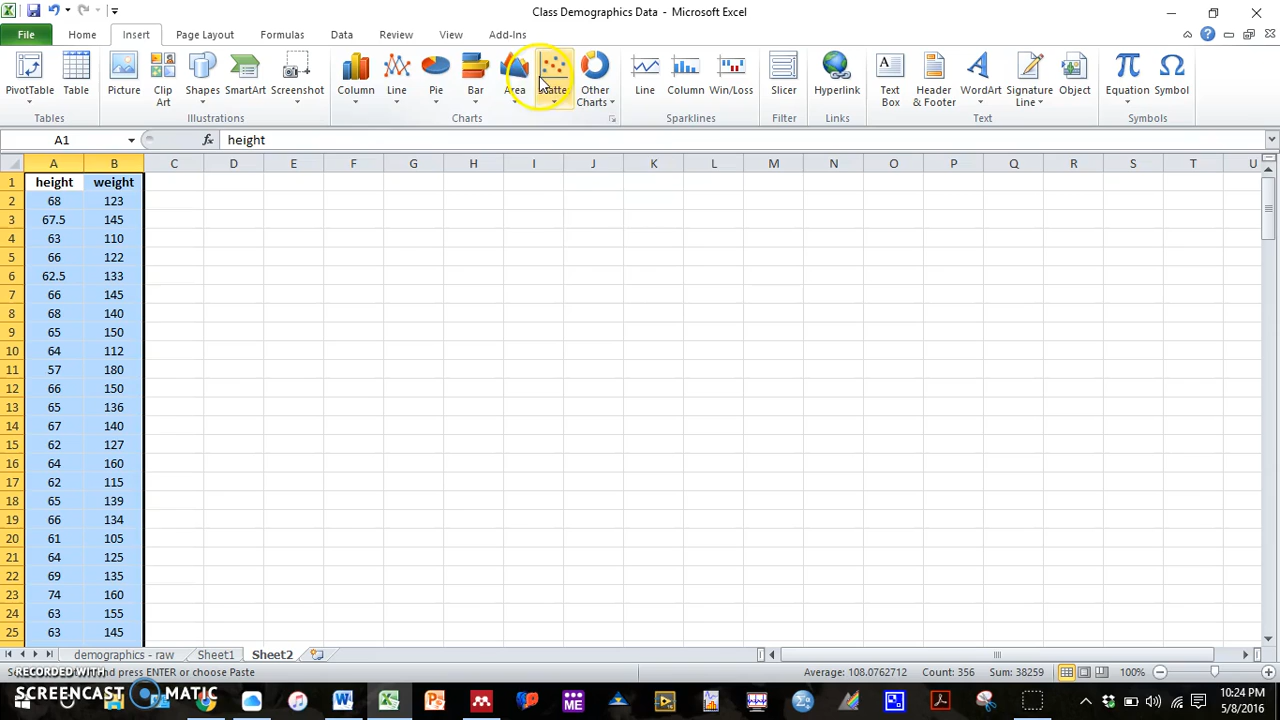 Class Demographics Data - Microsoft Excel
File Home Insert Page Layout Formulas Data Review View Add-Ins
PivotTable Table Picture Clip Art Shapes SmartArt Screenshot Column Line Pie Bar Area Other Charts Line Column Win/Loss Slicer Hyperlink Text Box Header & Footer WordArt Signature Line Object Equation Symbol
Tables Illustrations Charts Sparklines Filter Links Text Symbols
A1 fx height
A B C D E F G H I J K L M N O P Q R S T U
1 height weight
2 68 123
3 67.5 145
4 63 110
5 66 122
6 62.5 133
7 66 145
8 68 140
9 65 150
10 64 112
11 57 180
12 66 150
13 65 136
14 67 140
15 62 127
16 64 160
17 62 115
18 65 139
19 66 134
20 61 105
21 64 125
22 69 135
23 74 160
24 63 155
25 63 145
demographics - raw Sheet1 Sheet2
RECORDED WITH and press ENTER or choose Paste Average: 108.0762712 Count: 356 Sum: 38259 100%
SCREENCAST MATIC
10:24 PM
5/8/2016